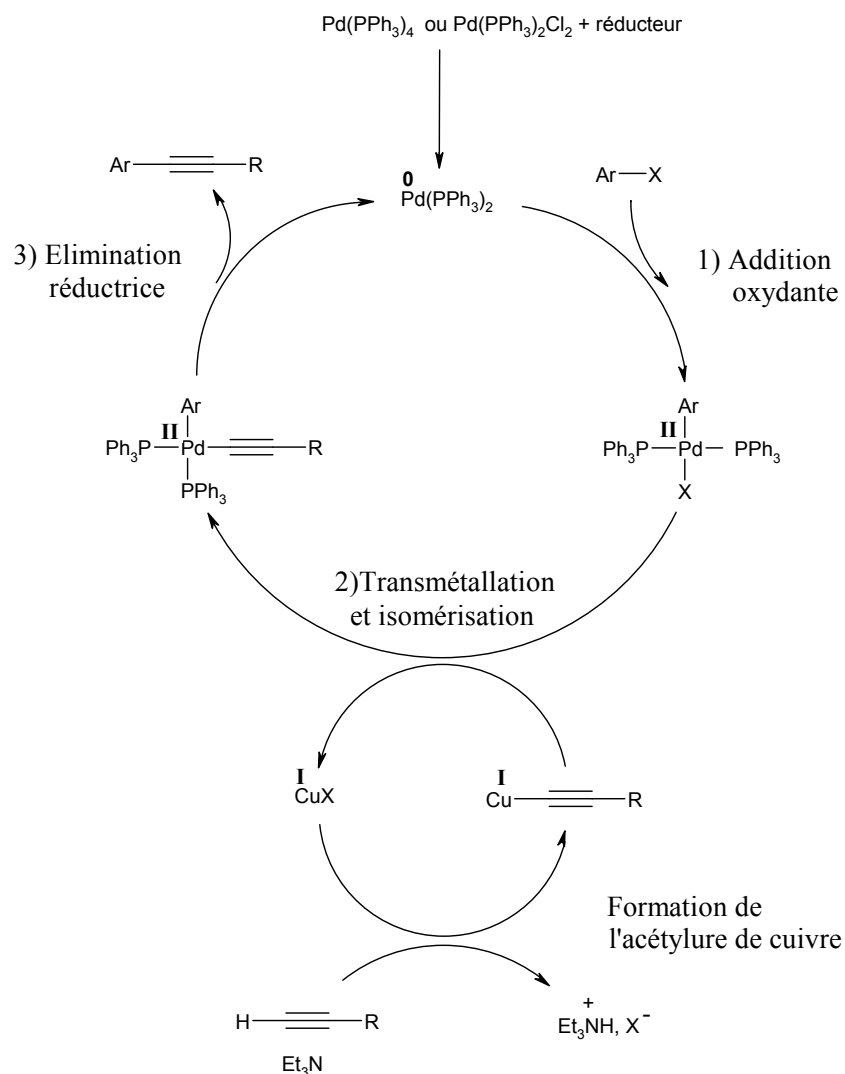 Pd(PPh₃)₄ ou Pd(PPh₃)₂Cl₂ + réducteur
Ar R
0
Pd(PPh₃)₂
Ar X
3) Elimination
réductrice
1) Addition
oxydante
Ar
II
Ph₃P Pd R
PPh₃
Ar
II
Ph₃P Pd PPh₃
X
2)Transmétallation
et isomérisation
I
CuX
I
Cu R
Formation de
l'acétylure de cuivre
H R
Et₃N
+
Et₃NH, X⁻